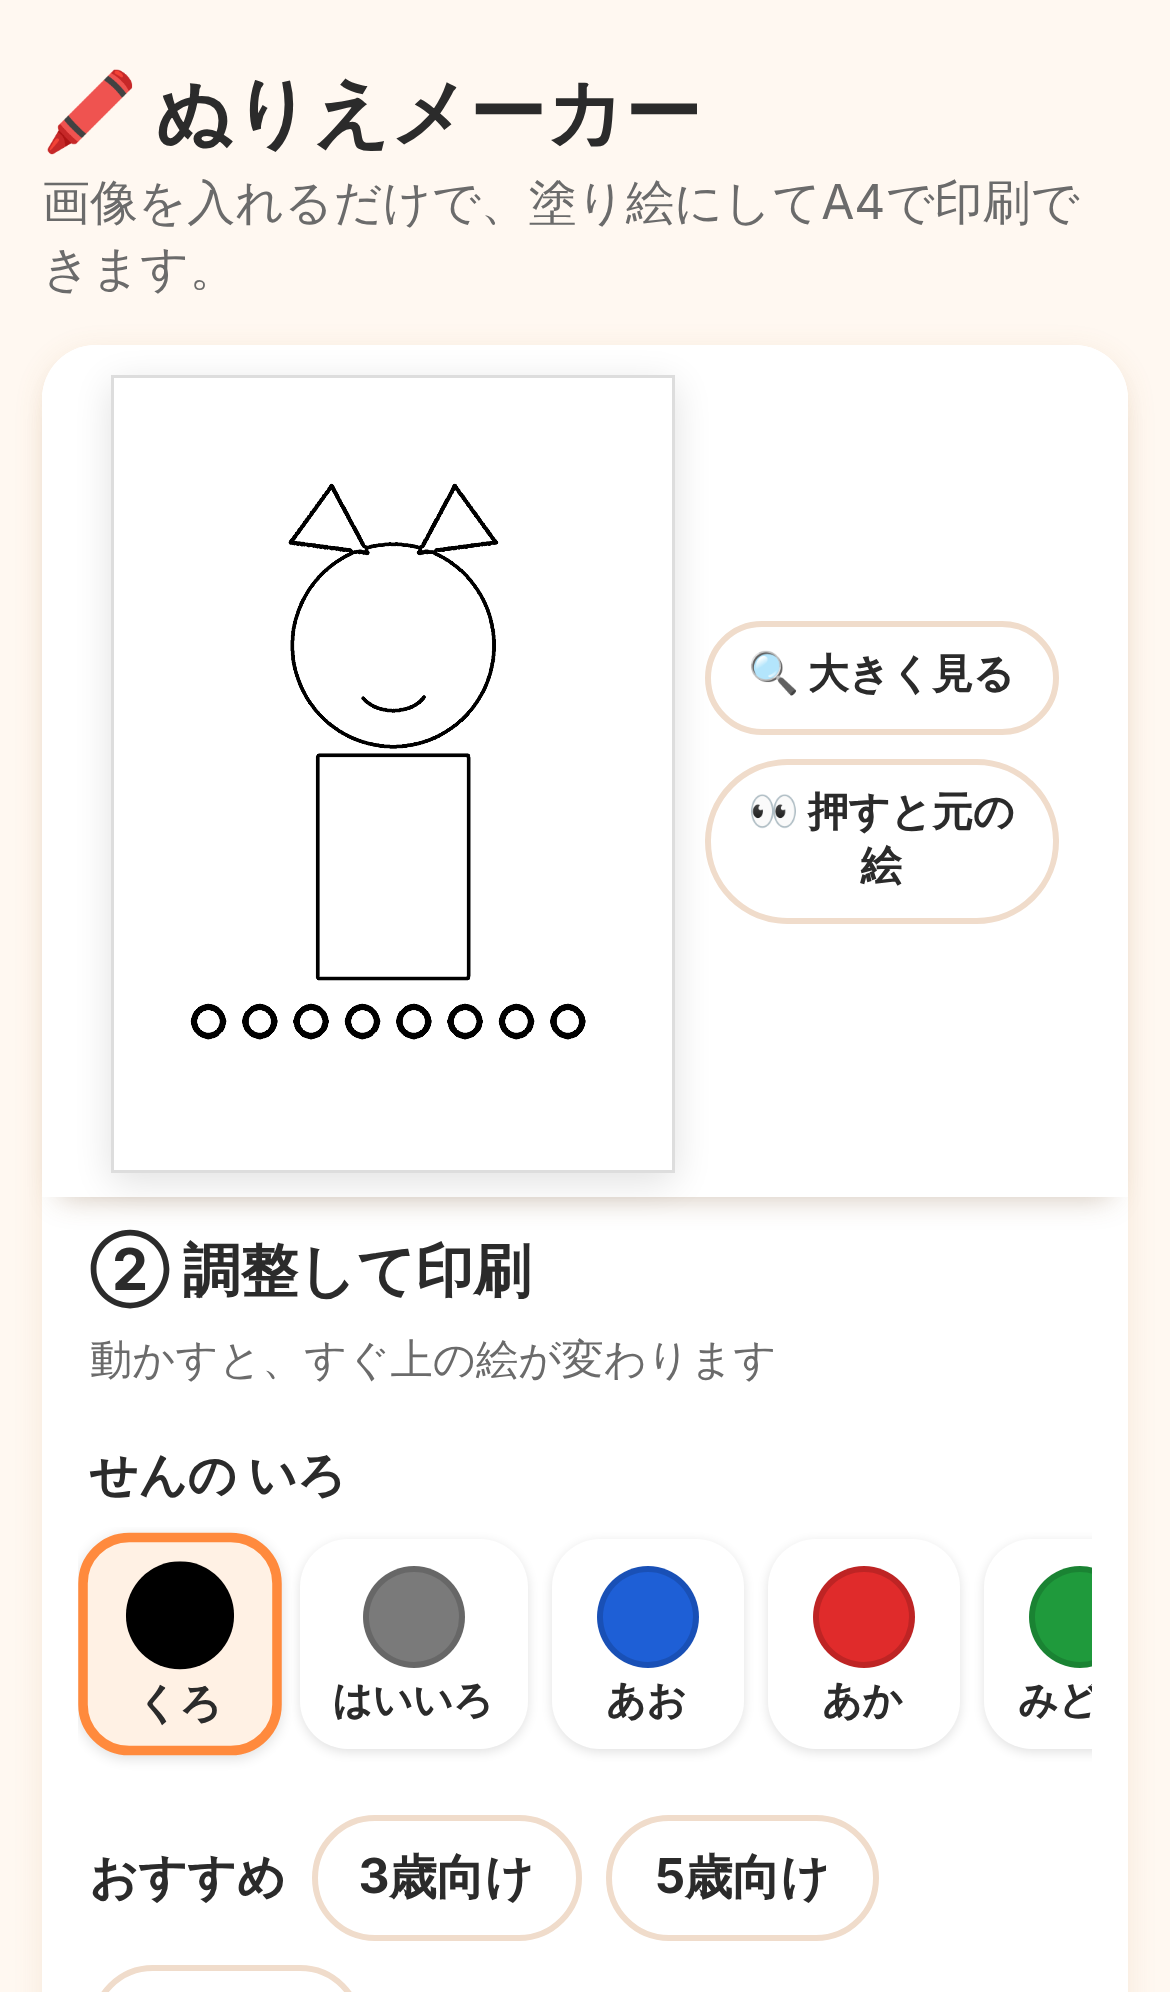 ぬりえメーカー
画像を入れるだけで、塗り絵にしてA4で印刷で
きます。
🔍 大きく見る
👀 押すと元の
絵
② 調整して印刷
動かすと、すぐ上の絵が変わります
せんの いろ
くろ
はいいろ
あお
あか
みど
おすすめ
3歳向け
5歳向け